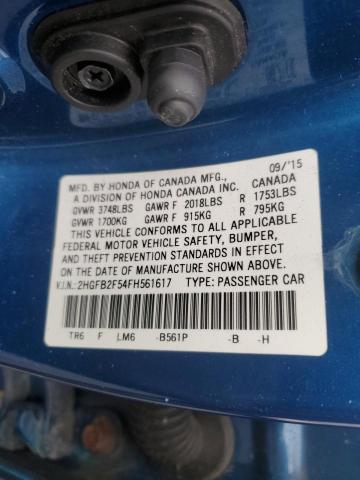 MFD. BY HONDA OF CANADA MFG., 09/'15
A DIVISION OF HONDA CANADA INC. CANADA
GVWR 3748LBS GAWR F 2018LBS R 1753LBS
GVWR 1700KG GAWR F 915KG R 795KG
THIS VEHICLE CONFORMS TO ALL APPLICABLE
FEDERAL MOTOR VEHICLE SAFETY, BUMPER,
AND THEFT PREVENTION STANDARDS IN EFFECT
ON THE DATE OF MANUFACTURE SHOWN ABOVE.
V.I.N.: 2HGFB2F54FH561617 TYPE: PASSENGER CAR
TR6 F LM6 -B561P -B -H